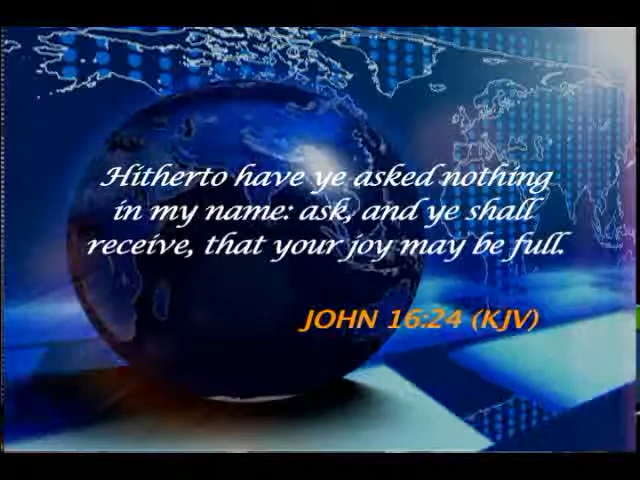 Hitherto have ye asked nothing
in my name: ask, and ye shall
receive, that your joy may be full.
JOHN 16:24 (KJV)